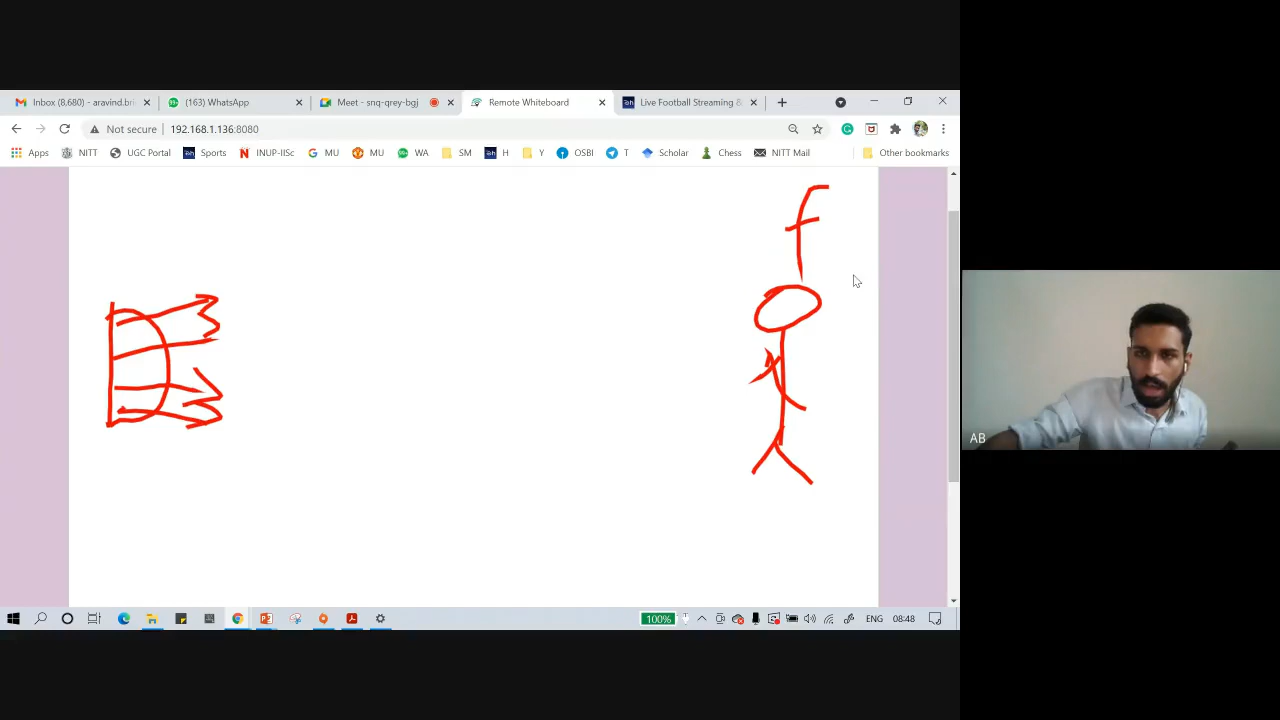 Inbox (8,680) - aravind.bri
(163) WhatsApp
Meet - snq-qrey-bgj
Remote Whiteboard
Live Football Streaming &
Not secure
192.168.1.136:8080
Apps
NITT
UGC Portal
Sports
INUP-IISc
MU
MU
WA
SM
H
Y
OSBI
T
Scholar
Chess
NITT Mail
Other bookmarks
f
AB
100%
ENG
08:48